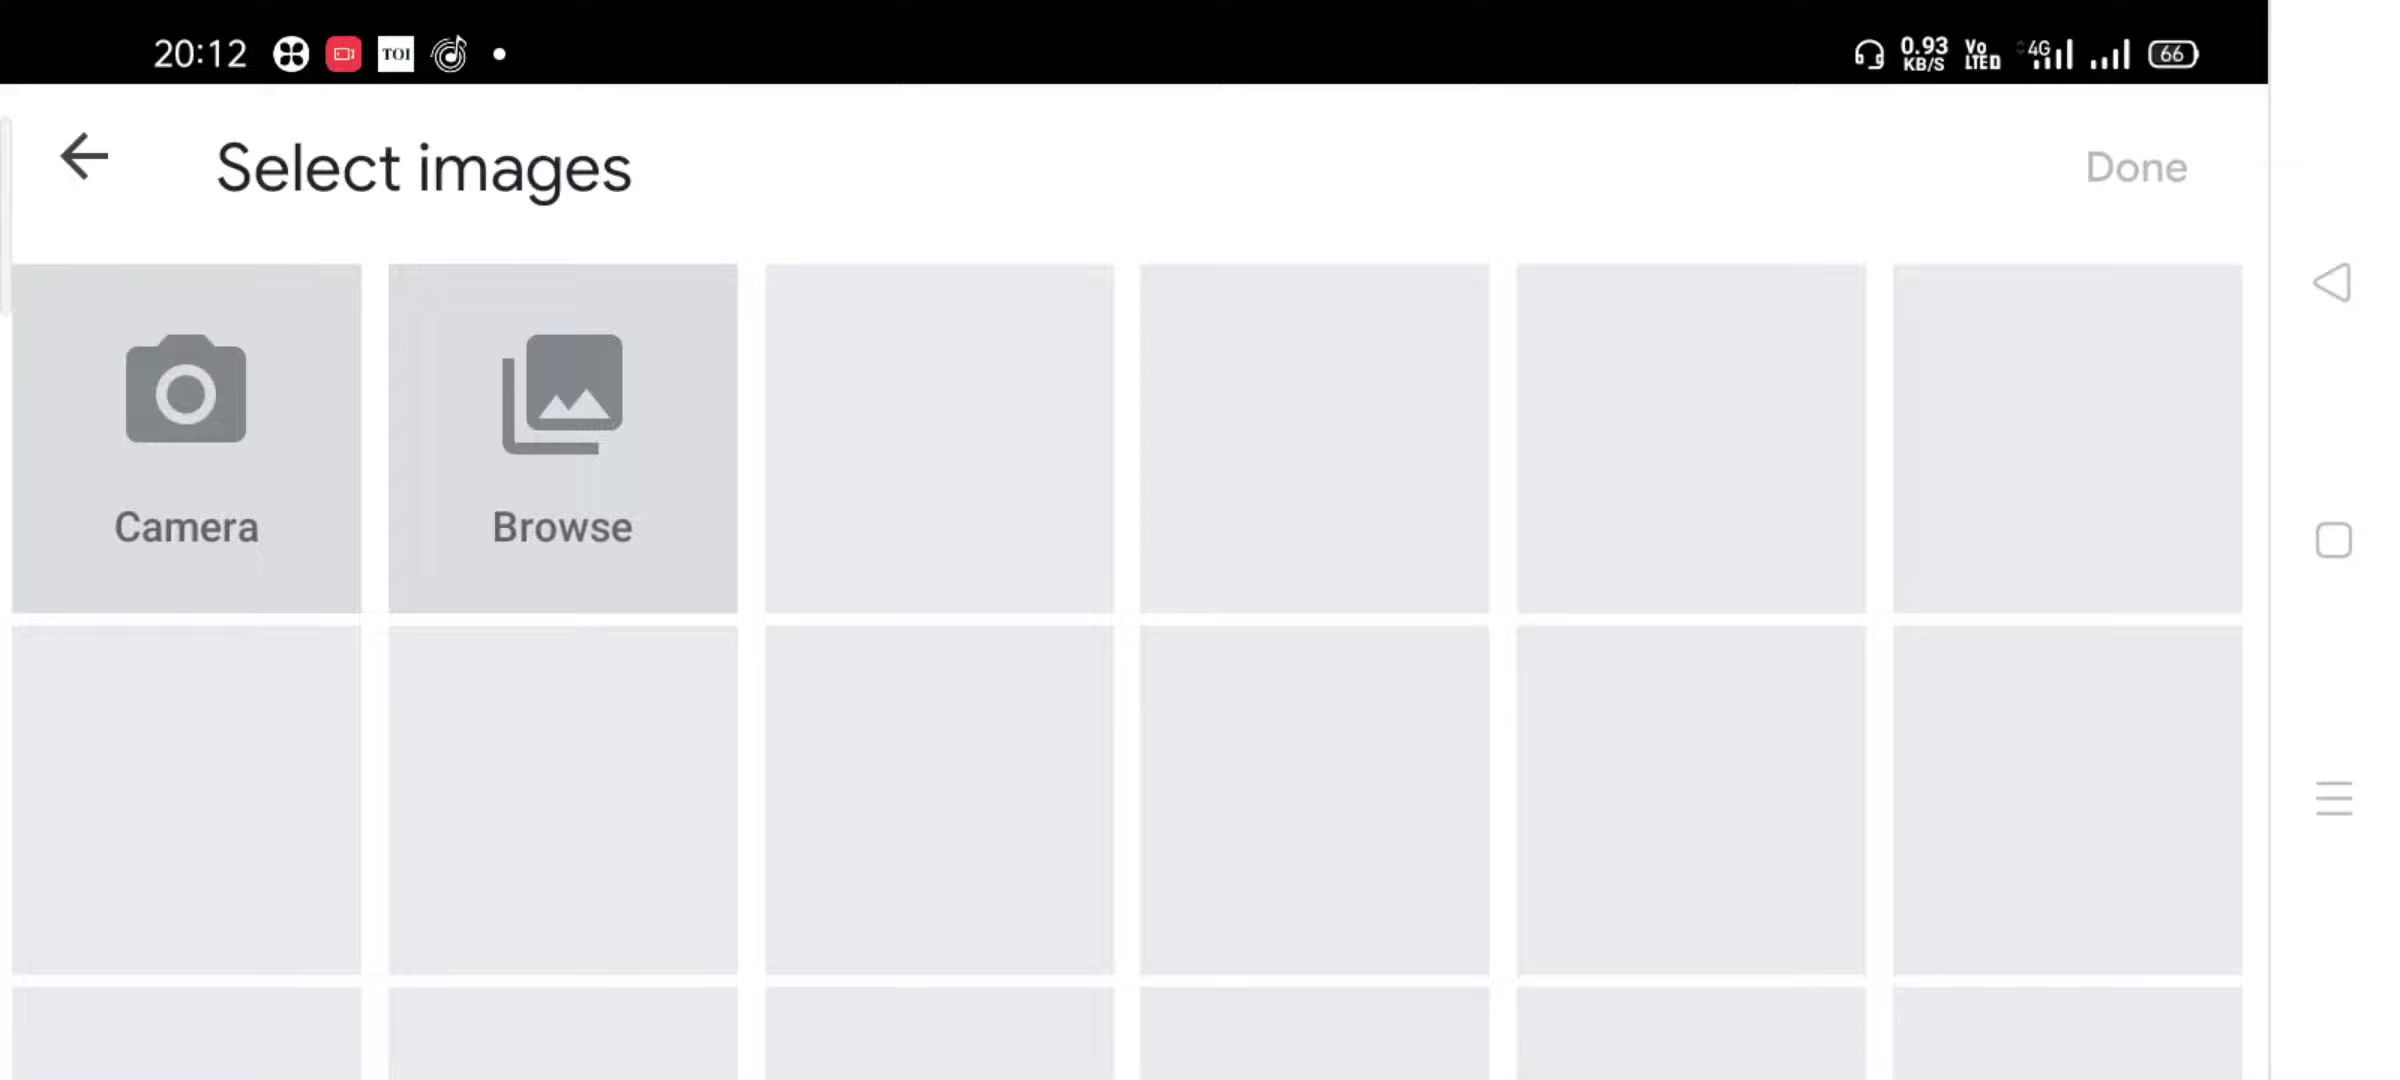 20:12 TOI 0.93 KB/S Vo LTE 4G 66
Select images
Done
Camera
Browse